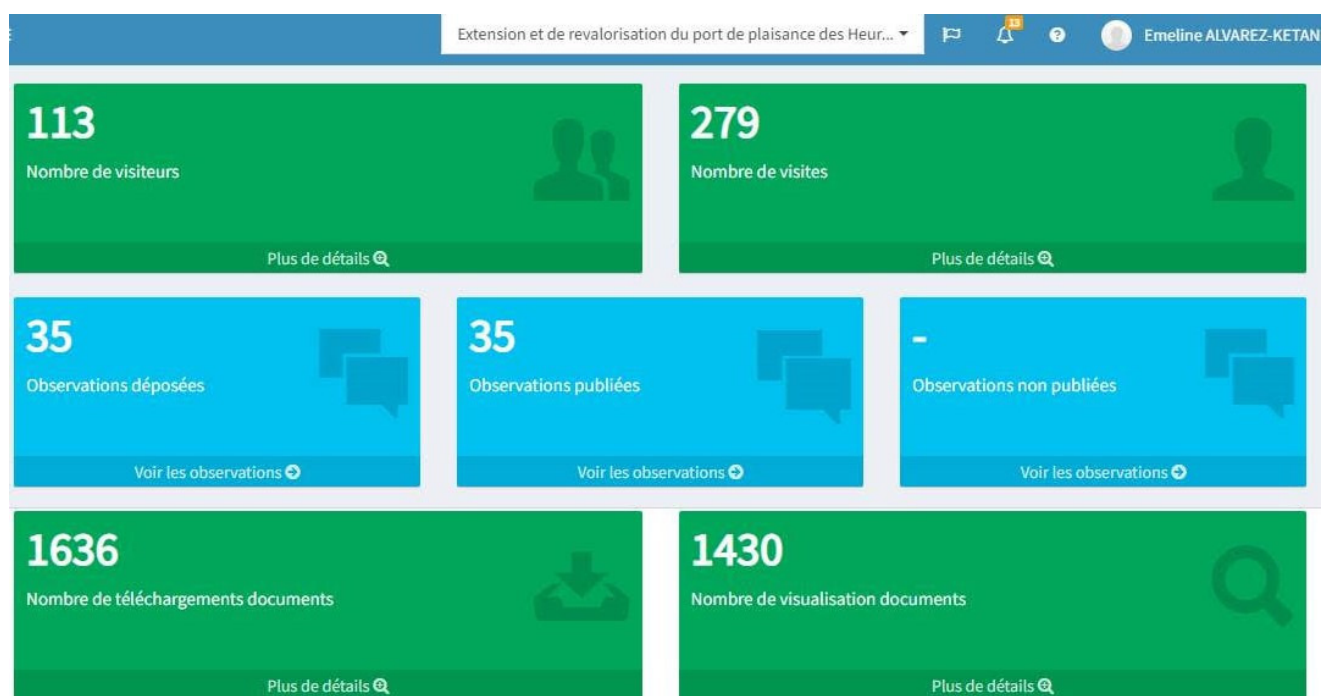 Extension et de revalorisation du port de plaisance des Heur...
13
Emeline ALVAREZ-KETAN
113
Nombre de visiteurs
Plus de détails
279
Nombre de visites
Plus de détails
35
Observations déposées
Voir les observations
35
Observations publiées
Voir les observations
-
Observations non publiées
Voir les observations
1636
Nombre de téléchargements documents
Plus de détails
1430
Nombre de visualisation documents
Plus de détails